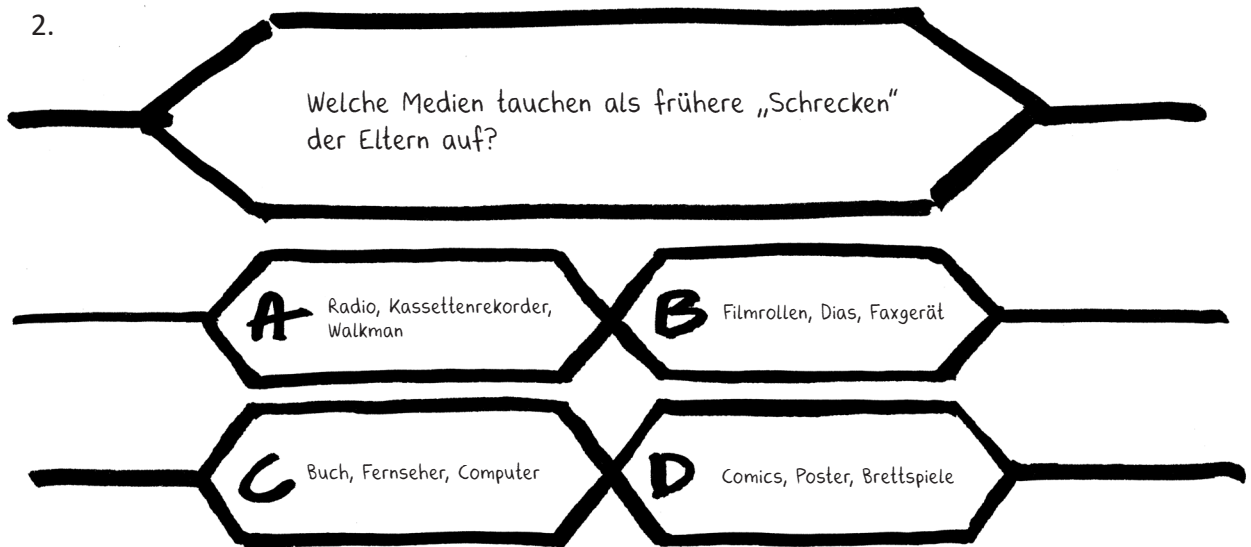 2.
Welche Medien tauchen als frühere „Schrecken“
der Eltern auf?
A
Radio, Kassettenrekorder,
Walkman
B
Filmrollen, Dias, Faxgerät
C
Buch, Fernseher, Computer
D
Comics, Poster, Brettspiele